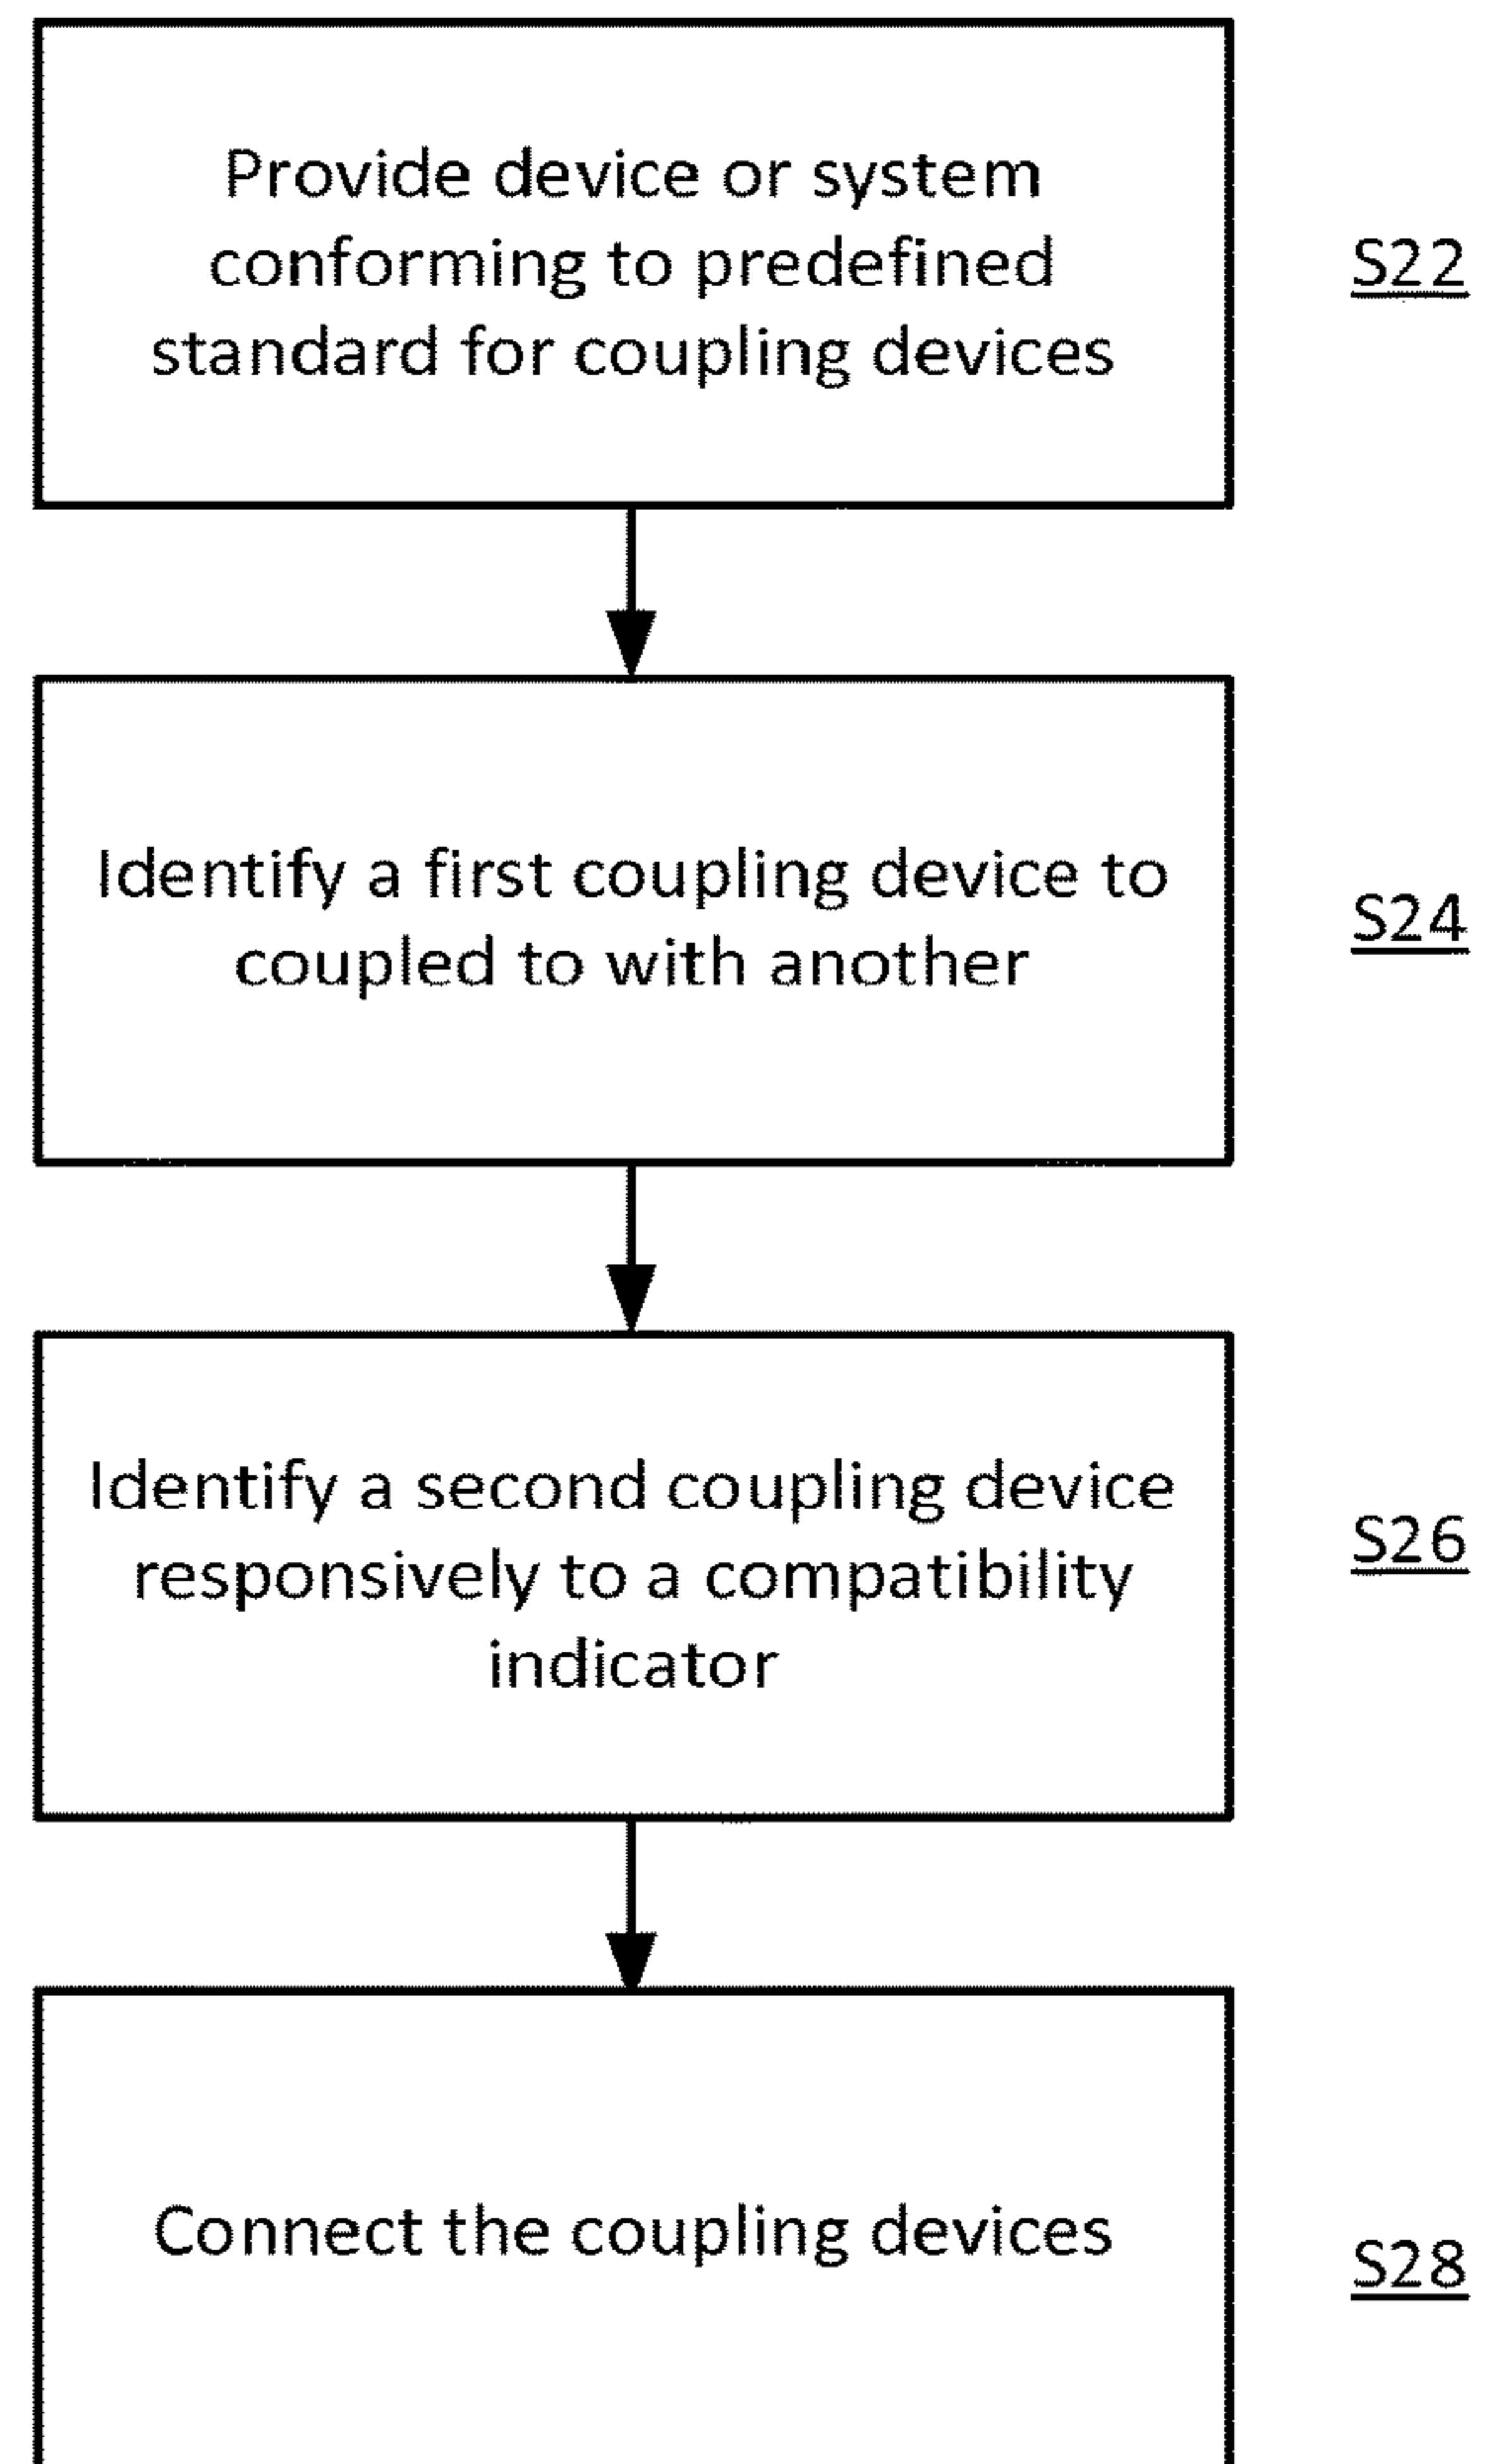 Provide device or system
conforming to predefined
standard for coupling devices
S22
Identify a first coupling device to
coupled to with another
S24
Identify a second coupling device
responsively to a compatibility
indicator
S26
Connect the coupling devices
S28